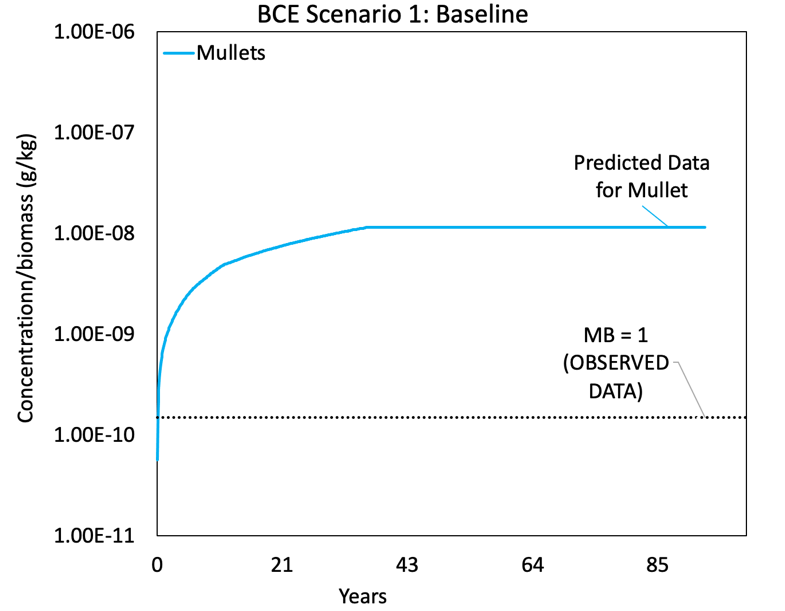 BCE Scenario 1: Baseline
1.00E-06
Mullets
1.00E-07
Predicted Data
for Mullet
1.00E-08
1.00E-09
MB = 1
(OBSERVED
DATA)
1.00E-10
1.00E-11
Concentrationn/biomass (g/kg)
0 21 43 64 85
Years